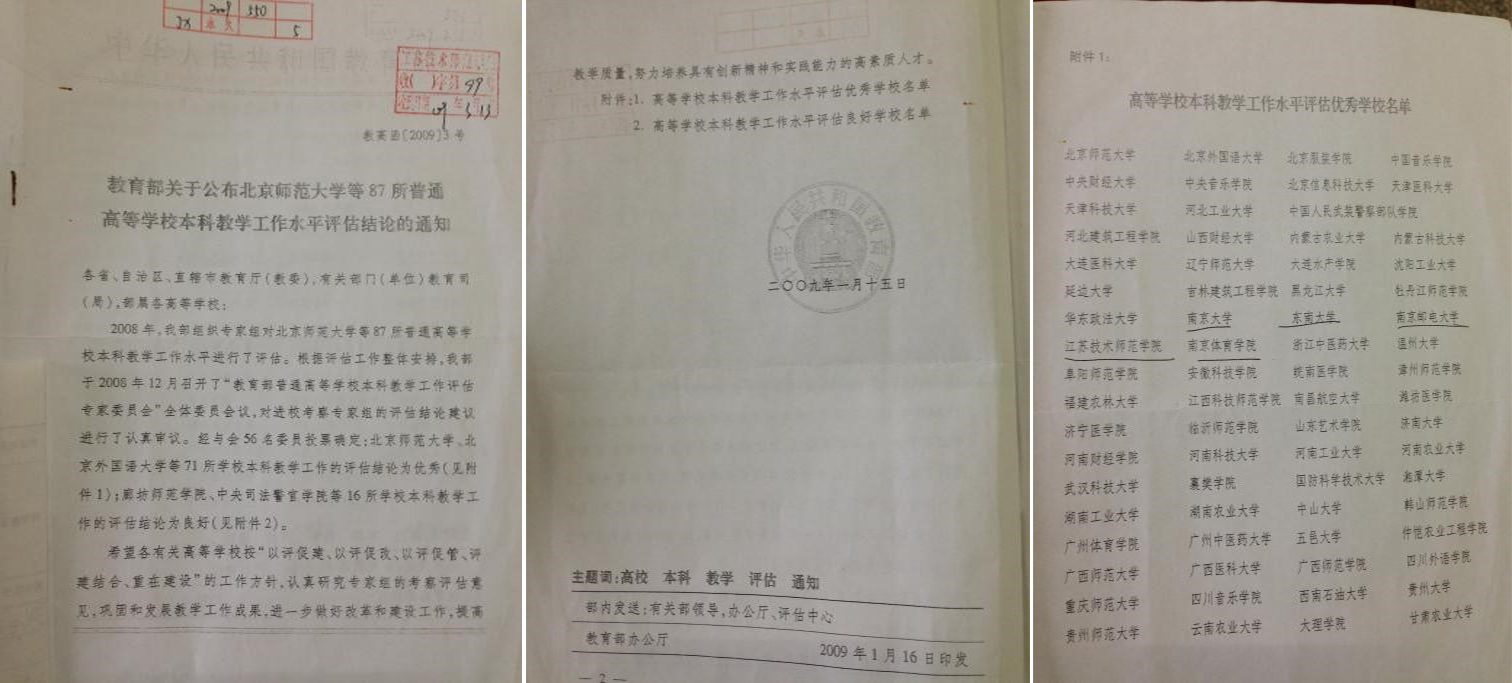 2009
550
JX
永久
5
99
教高函[2009]3号
教育部关于公布北京师范大学等87所普通
高等学校本科教学工作水平评估结论的通知
各省、自治区、直辖市教育厅(教委),有关部门(单位)教育司
(局),部属各高等学校:
2008年,我部组织专家组对北京师范大学等87所普通高等学
校本科教学工作水平进行了评估。根据评估工作整体安排,我部
于2008年12月召开了“教育部普通高等学校本科教学工作评估
专家委员会”全体委员会议,对进校考察专家组的评估结论建议
进行了认真审议。经与会56名委员投票确定:北京师范大学、北
京外国语大学等71所学校本科教学工作的评估结论为优秀(见附
件1);廊坊师范学院、中央司法警官学院等16所学校本科教学工
作的评估结论为良好(见附件2)。
希望各有关高等学校按“以评促建、以评促改、以评促管、评
建结合、重在建设”的工作方针,认真研究专家组的考察评估意
见,巩固和发展教学工作成果,进一步做好改革和建设工作,提高
教学质量,努力培养具有创新精神和实践能力的高素质人才。
附件:1. 高等学校本科教学工作水平评估优秀学校名单
2. 高等学校本科教学工作水平评估良好学校名单
中华人民共和国教育部
二〇〇九年一月十五日
主题词:高校 本科 教学 评估 通知
部内发送:有关部领导,办公厅、评估中心
教育部办公厅 2009年1月16日印发
— 2 —
附件1:
高等学校本科教学工作水平评估优秀学校名单
北京师范大学 北京外国语大学 北京服装学院 中国音乐学院
中央财经大学 中央音乐学院 北京信息科技大学 天津医科大学
天津科技大学 河北工业大学 中国人民武装警察部队学院
河北建筑工程学院 山西财经大学 内蒙古农业大学 内蒙古科技大学
大连医科大学 辽宁师范大学 大连水产学院 沈阳工业大学
延边大学 吉林建筑工程学院 黑龙江大学 牡丹江师范学院
华东政法大学 南京大学 东南大学 南京邮电大学
江苏技术师范学院 南京体育学院 浙江中医药大学 温州大学
阜阳师范学院 安徽科技学院 皖南医学院 漳州师范学院
福建农林大学 江西科技师范学院 南昌航空大学 潍坊医学院
济宁医学院 临沂师范学院 山东艺术学院 济南大学
河南财经学院 河南科技大学 河南工业大学 河南农业大学
武汉科技大学 襄樊学院 国防科学技术大学 湘潭大学
湖南工业大学 湖南农业大学 中山大学 韩山师范学院
广州体育学院 广州中医药大学 五邑大学 仲恺农业工程学院
广西师范大学 广西医科大学 广西师范学院 四川外语学院
重庆师范大学 四川音乐学院 西南石油大学 贵州大学
贵州师范大学 云南农业大学 大理学院 甘肃农业大学